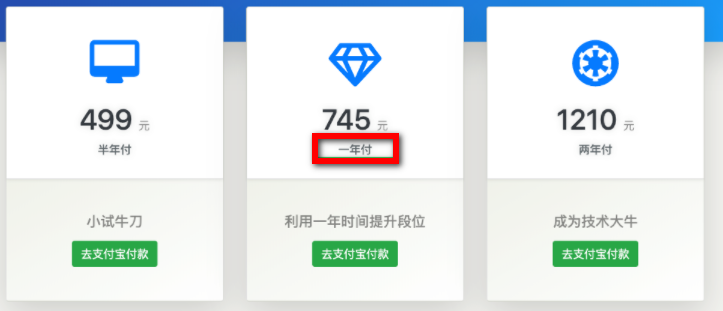 499 元
半年付
小试牛刀
去支付宝付款
745 元
一年付
利用一年时间提升段位
去支付宝付款
1210 元
两年付
成为技术大牛
去支付宝付款